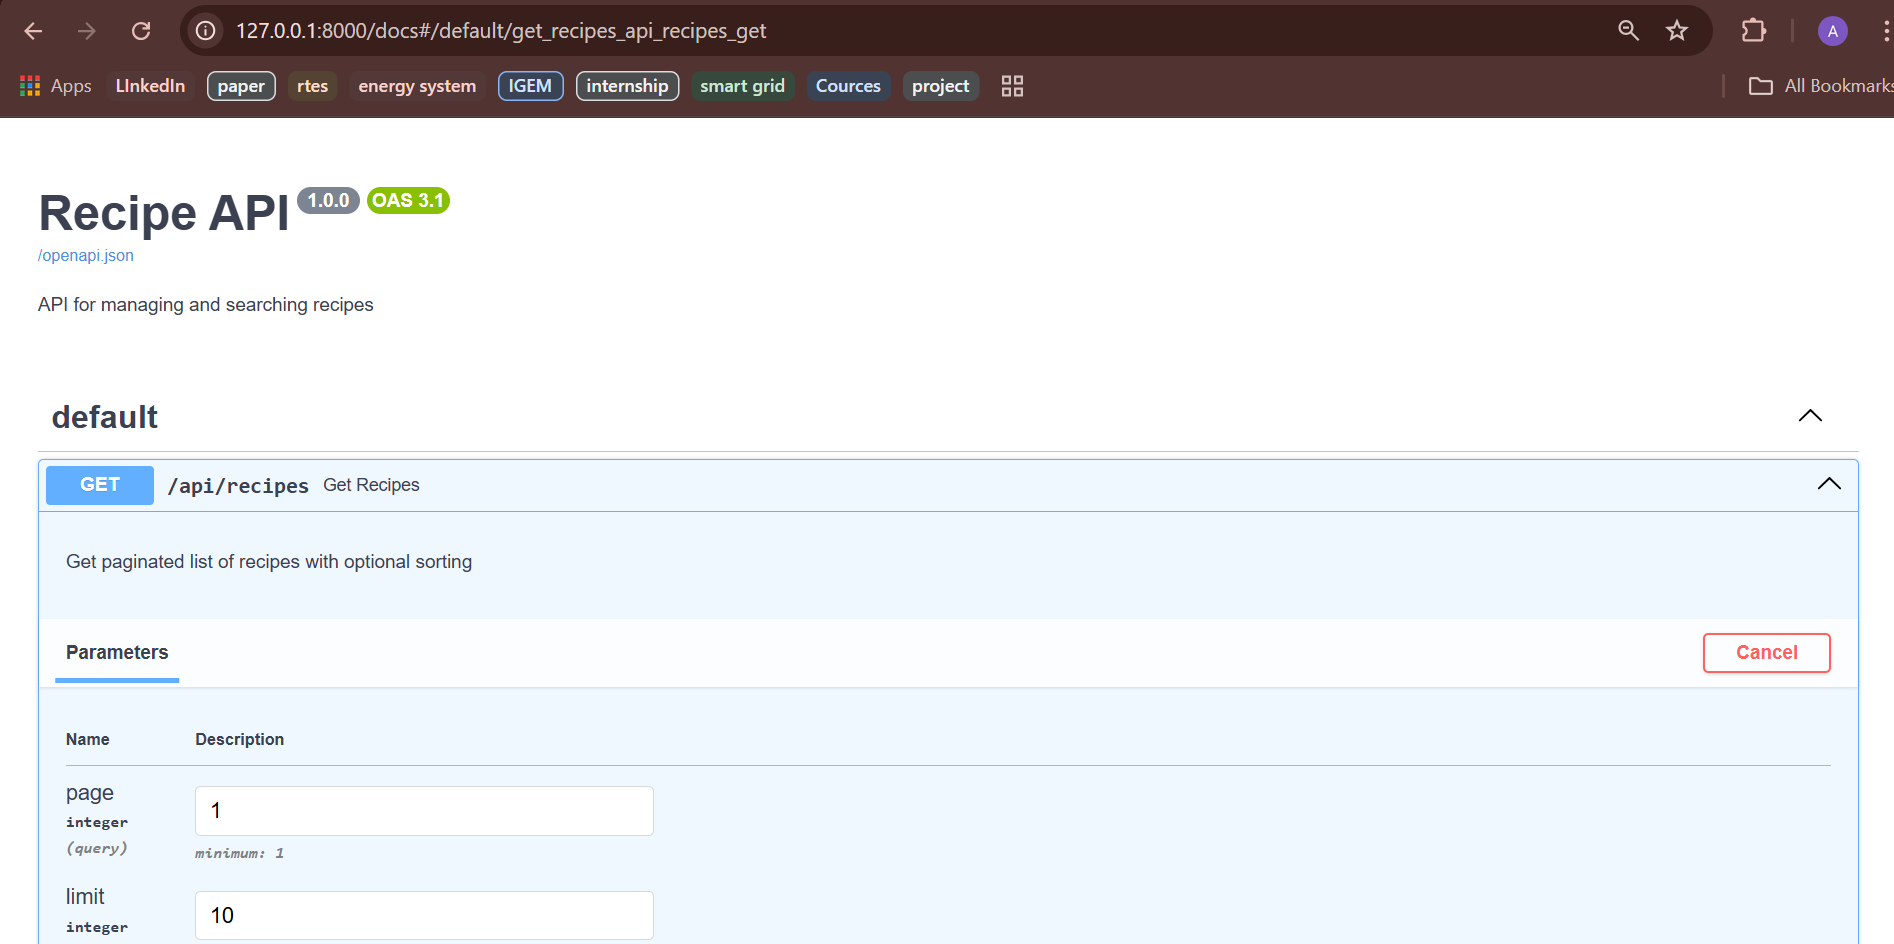 127.0.0.1:8000/docs#/default/get_recipes_api_recipes_get
A
Apps LInkedIn paper rtes energy system IGEM internship smart grid Cources project All Bookmarks
Recipe API 1.0.0 OAS 3.1
/openapi.json
API for managing and searching recipes
default
GET /api/recipes Get Recipes
Get paginated list of recipes with optional sorting
Parameters Cancel
Name Description
page 1
integer
(query) minimum: 1
limit 10
integer